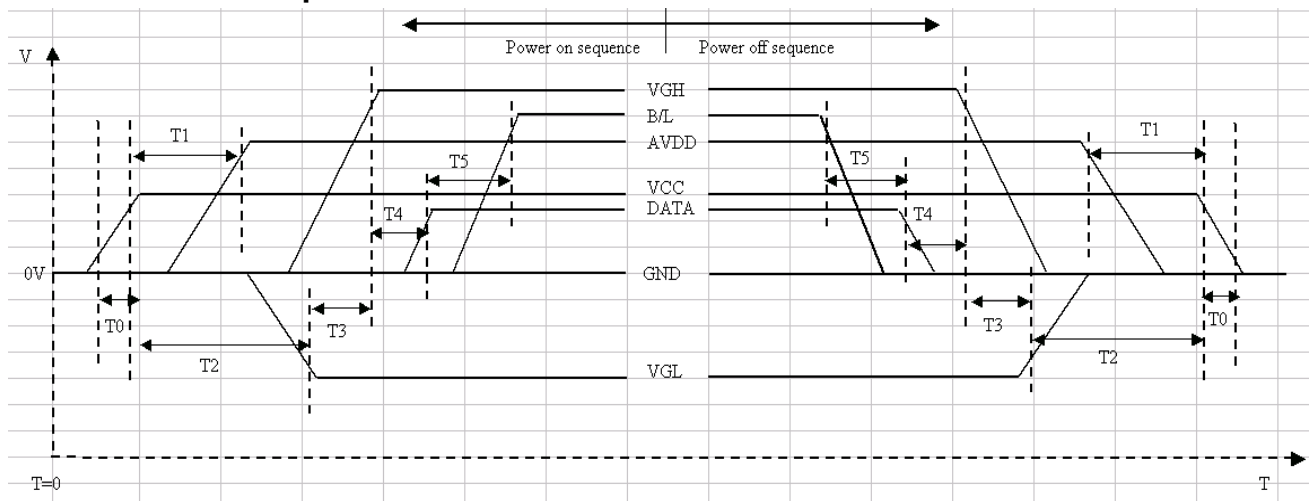 Power on sequence
Power off sequence
V
VGH
B/L
AVDD
T1
T1
T5
T5
VCC
DATA
T4
T4
0V
GND
T0
T3
T3
T0
T2
T2
VGL
T=0
T